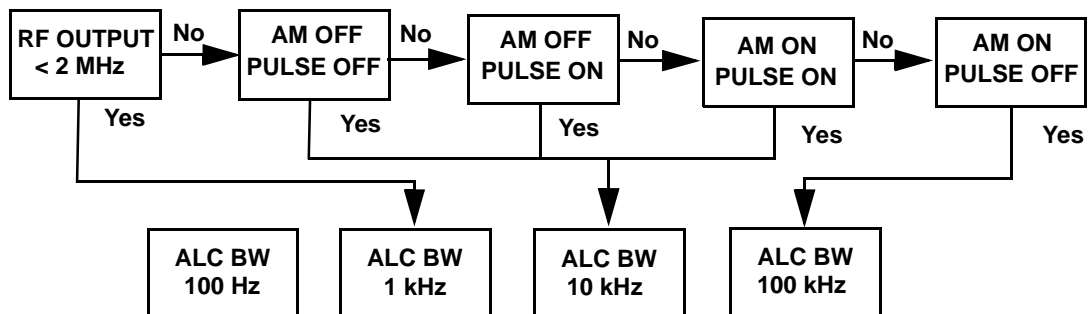 RF OUTPUT
< 2 MHz
No
AM OFF
PULSE OFF
No
AM OFF
PULSE ON
No
AM ON
PULSE ON
No
AM ON
PULSE OFF
Yes
Yes
Yes
Yes
Yes
ALC BW
100 Hz
ALC BW
1 kHz
ALC BW
10 kHz
ALC BW
100 kHz